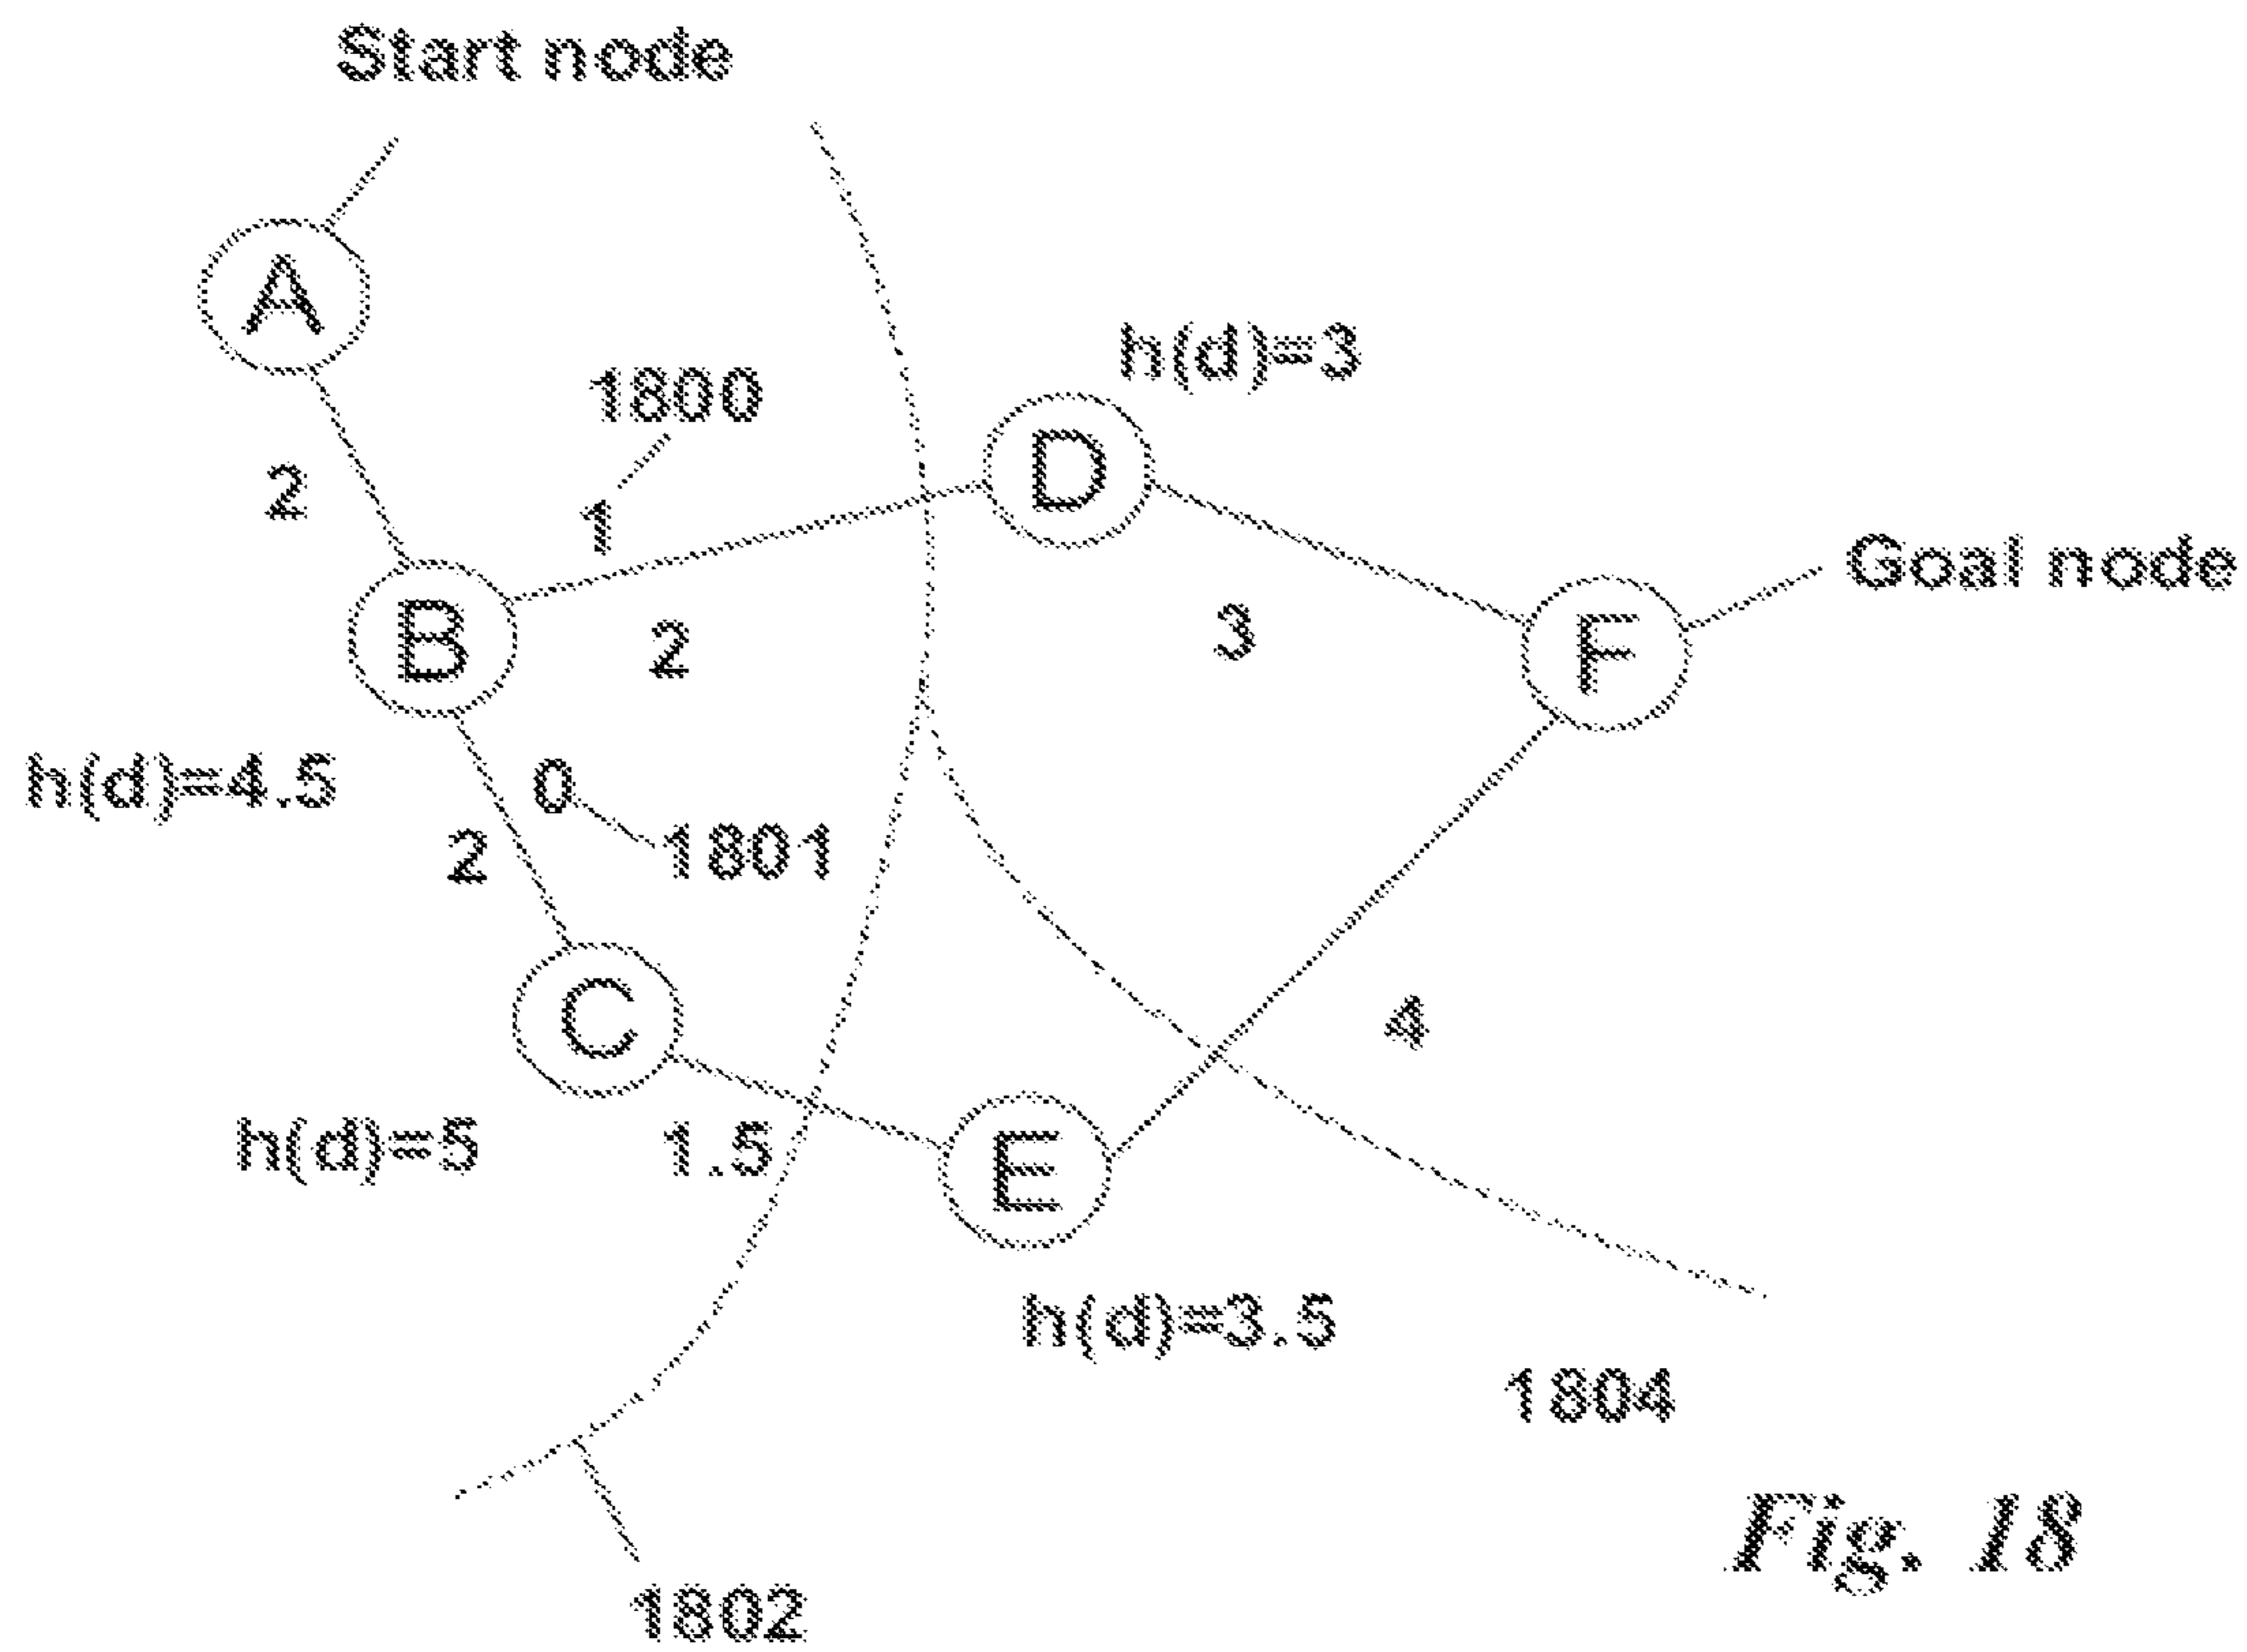 Start node
A
h(d)=3
1800
D
2
1
Goal node
B
2
3
F
h(d)=4.5
0
2
1801
C
4
h(d)=5
1.5
E
h(d)=3.5
1804
Fig. 18
1802